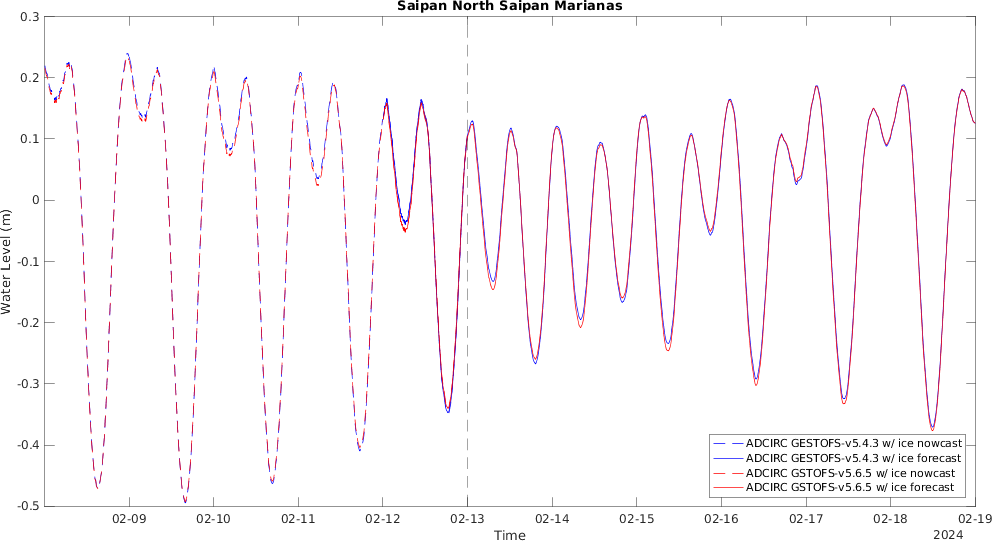 Saipan North Saipan Marianas
0.3
0.2
0.1
0
-0.1
-0.2
-0.3
-0.4
-0.5
Water Level (m)
02-09 02-10 02-11 02-12 02-13 02-14 02-15 02-16 02-17 02-18 02-19
Time
2024
ADCIRC GESTOFS-v5.4.3 w/ ice nowcast
ADCIRC GESTOFS-v5.4.3 w/ ice forecast
ADCIRC GSTOFS-v5.6.5 w/ ice nowcast
ADCIRC GSTOFS-v5.6.5 w/ ice forecast